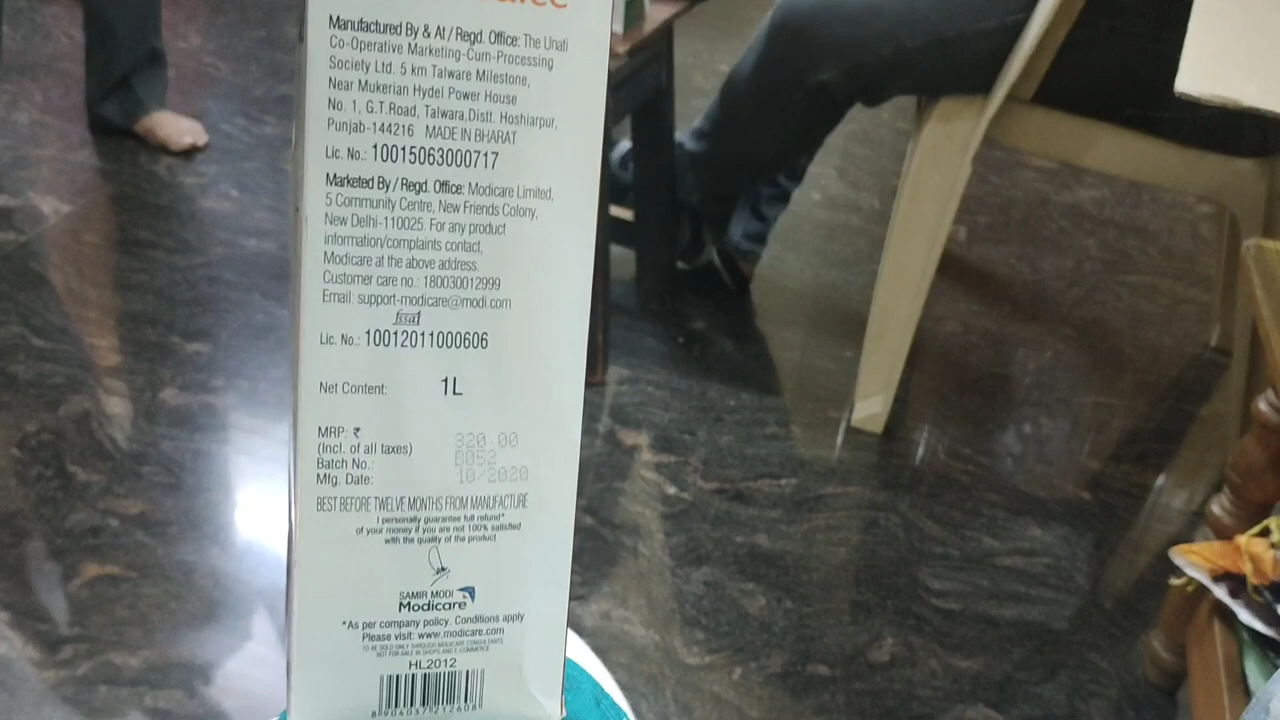 Manufactured By & At / Regd. Office: The Unati
Co-Operative Marketing-Cum-Processing
Society Ltd. 5 km Talware Milestone,
Near Mukerian Hydel Power House
No. 1, G.T.Road, Talwara,Distt. Hoshiarpur,
Punjab-144216 MADE IN BHARAT
Lic. No.: 10015063000717
Marketed By / Regd. Office: Modicare Limited,
5 Community Centre, New Friends Colony,
New Delhi-110025. For any product
information/complaints contact,
Modicare at the above address.
Customer care no.: 180030012999
Email: support-modicare@modi.com
fssai
Lic. No.: 10012011000606
Net Content: 1L
MRP: ₹ 320.00
(Incl. of all taxes)
Batch No.: B052
Mfg. Date: 10/2020
BEST BEFORE TWELVE MONTHS FROM MANUFACTURE
I personally guarantee full refund*
of your money if you are not 100% satisfied
with the quality of the product
SAMIR MODI
Modicare
*As per company policy. Conditions apply
Please visit: www.modicare.com
TO BE SOLD ONLY THROUGH MODICARE CONSULTANTS
NOT FOR SALE IN SHOPS AND E-COMMERCE
HL2012
8 904037 212608